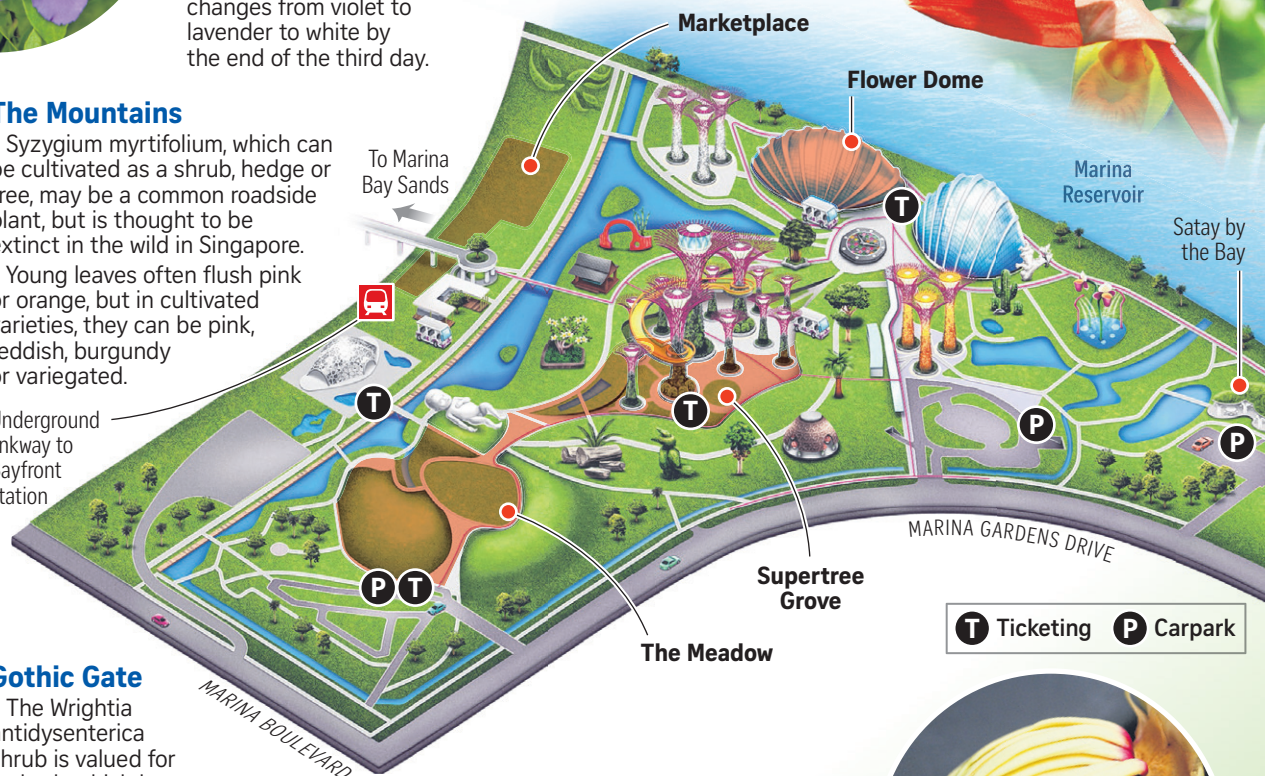 changes from violet to
lavender to white by
the end of the third day.
The Mountains
Syzygium myrtifolium, which can
be cultivated as a shrub, hedge or
tree, may be a common roadside
plant, but is thought to be
extinct in the wild in Singapore.
Young leaves often flush pink
or orange, but in cultivated
varieties, they can be pink,
reddish, burgundy
or variegated.
Underground
linkway to
Bayfront
station
Gothic Gate
The Wrightia
antidysenterica
shrub is valued for
To Marina
Bay Sands
Marketplace
Flower Dome
Marina
Reservoir
Satay by
the Bay
T
T
T
P
P
P T
MARINA GARDENS DRIVE
Supertree
Grove
The Meadow
MARINA BOULEVARD
T Ticketing P Carpark